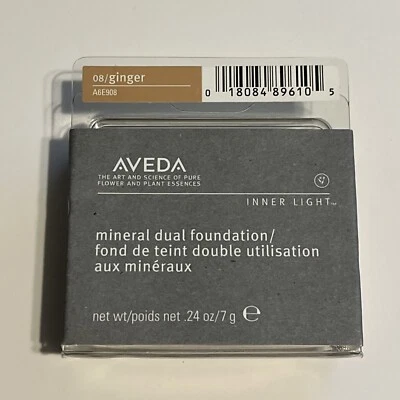 08/ginger
A6E908
0 18084 89610 5
AVEDA
THE ART AND SCIENCE OF PURE
FLOWER AND PLANT ESSENCES
INNER LIGHT™
mineral dual foundation/
fond de teint double utilisation
aux minéraux
net wt/poids net .24 oz/7 g ℮